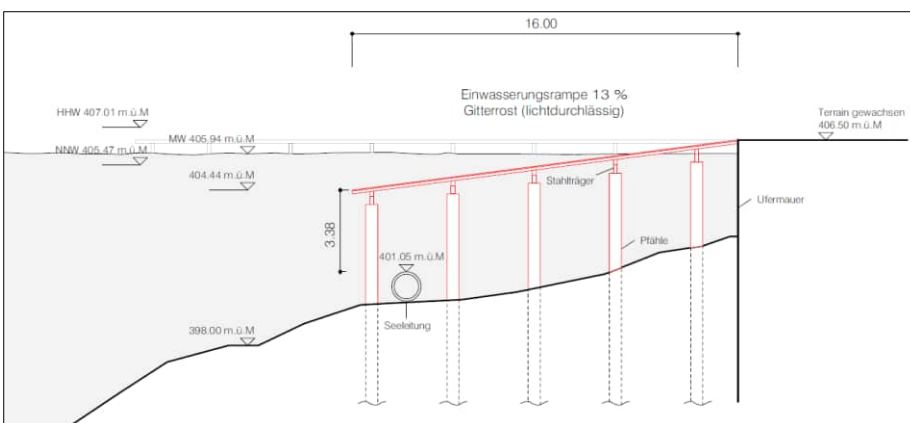 16.00
Einwasserungsrampe 13 %
Gitterrost (lichtdurchlässig)
HHW 407.01 m.ü.M
Terrain gewachsen
406.50 m.ü.M
MW 405.94 m.ü.M
NNW 405.47 m.ü.M
404.44 m.ü.M
Stahlträger
Ufermauer
3.38
Pfähle
401.05 m.ü.M
Seeleitung
398.00 m.ü.M